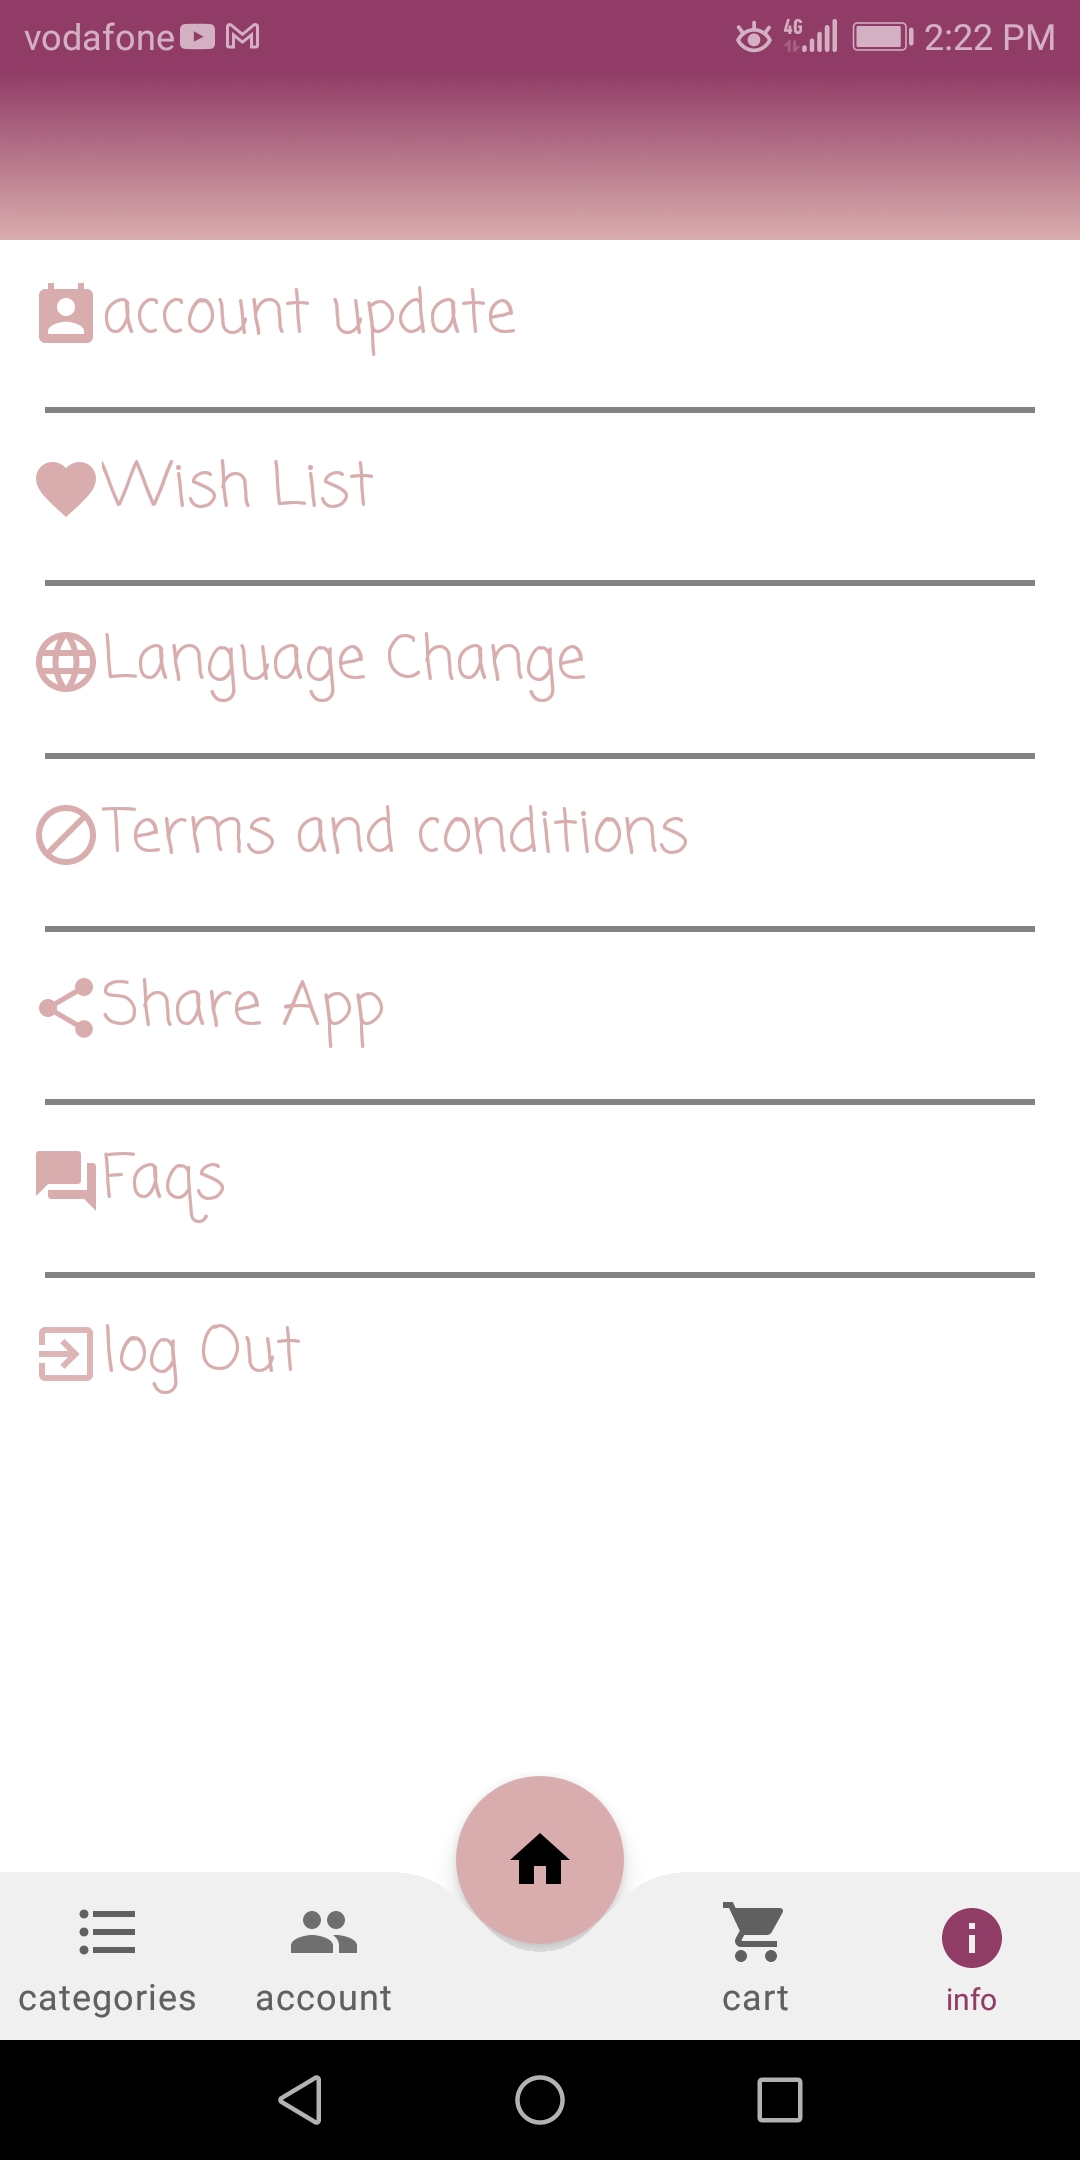 vodafone 4G 2:22 PM
account update
Wish List
Language Change
Terms and conditions
Share App
Faqs
log Out
categories account cart info